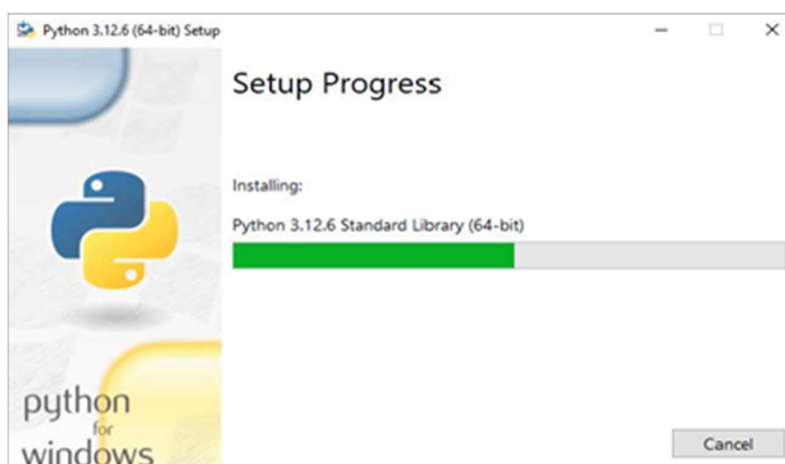 Python 3.12.6 (64-bit) Setup
Setup Progress
Installing:
Python 3.12.6 Standard Library (64-bit)
python
for
windows
Cancel